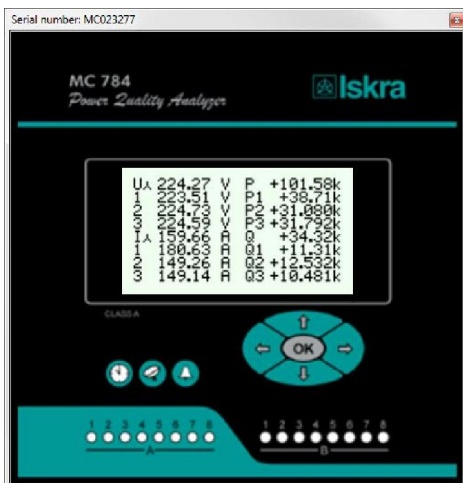 Serial number: MC023277
MC 784
Power Quality Analyzer
Iskra
U⅄ 224.27 V P +101.58k
1 223.51 V P1 +38.71k
2 224.73 V P2 +31.080k
3 224.59 V P3 +31.792k
I⅄ 159.66 A Q +34.32k
1 180.63 A Q1 +11.31k
2 149.26 A Q2 +12.532k
3 149.14 A Q3 +10.481k
CLASS A
OK
1 2 3 4 5 6 7 8
A
1 2 3 4 5 6 7 8
B